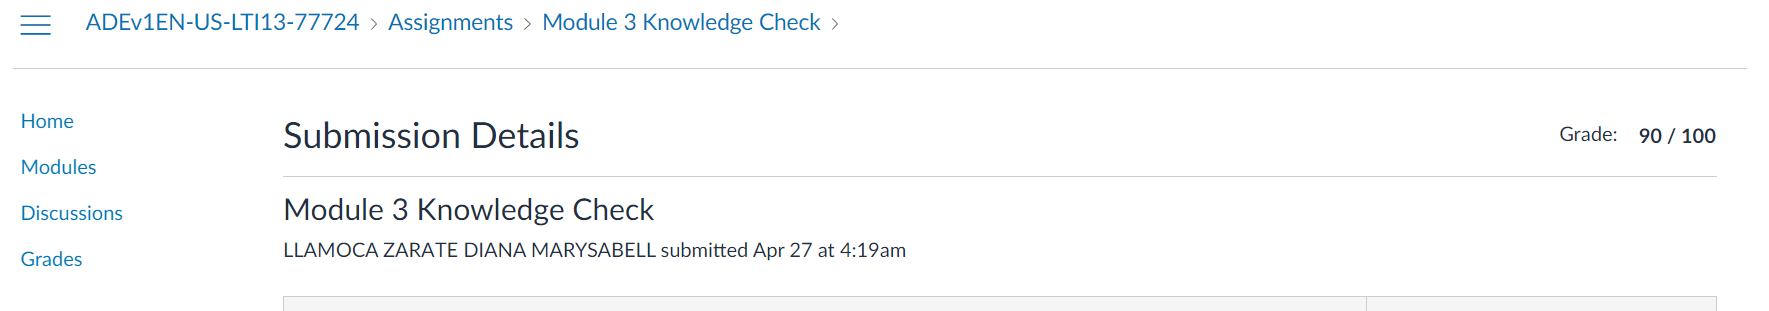 ADEv1EN-US-LTI13-77724 > Assignments > Module 3 Knowledge Check >
Home
Modules
Discussions
Grades
Submission Details
Grade: 90 / 100
Module 3 Knowledge Check
LLAMOCA ZARATE DIANA MARYSABELL submitted Apr 27 at 4:19am